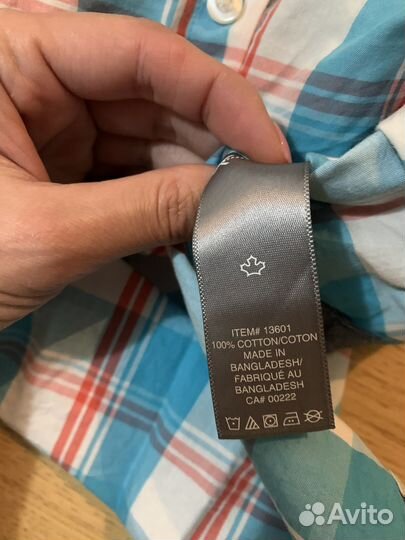 ITEM# 13601
100% COTTON/COTON
MADE IN
BANGLADESH/
FABRIQUÉ AU
BANGLADESH
CA# 00222
Avito